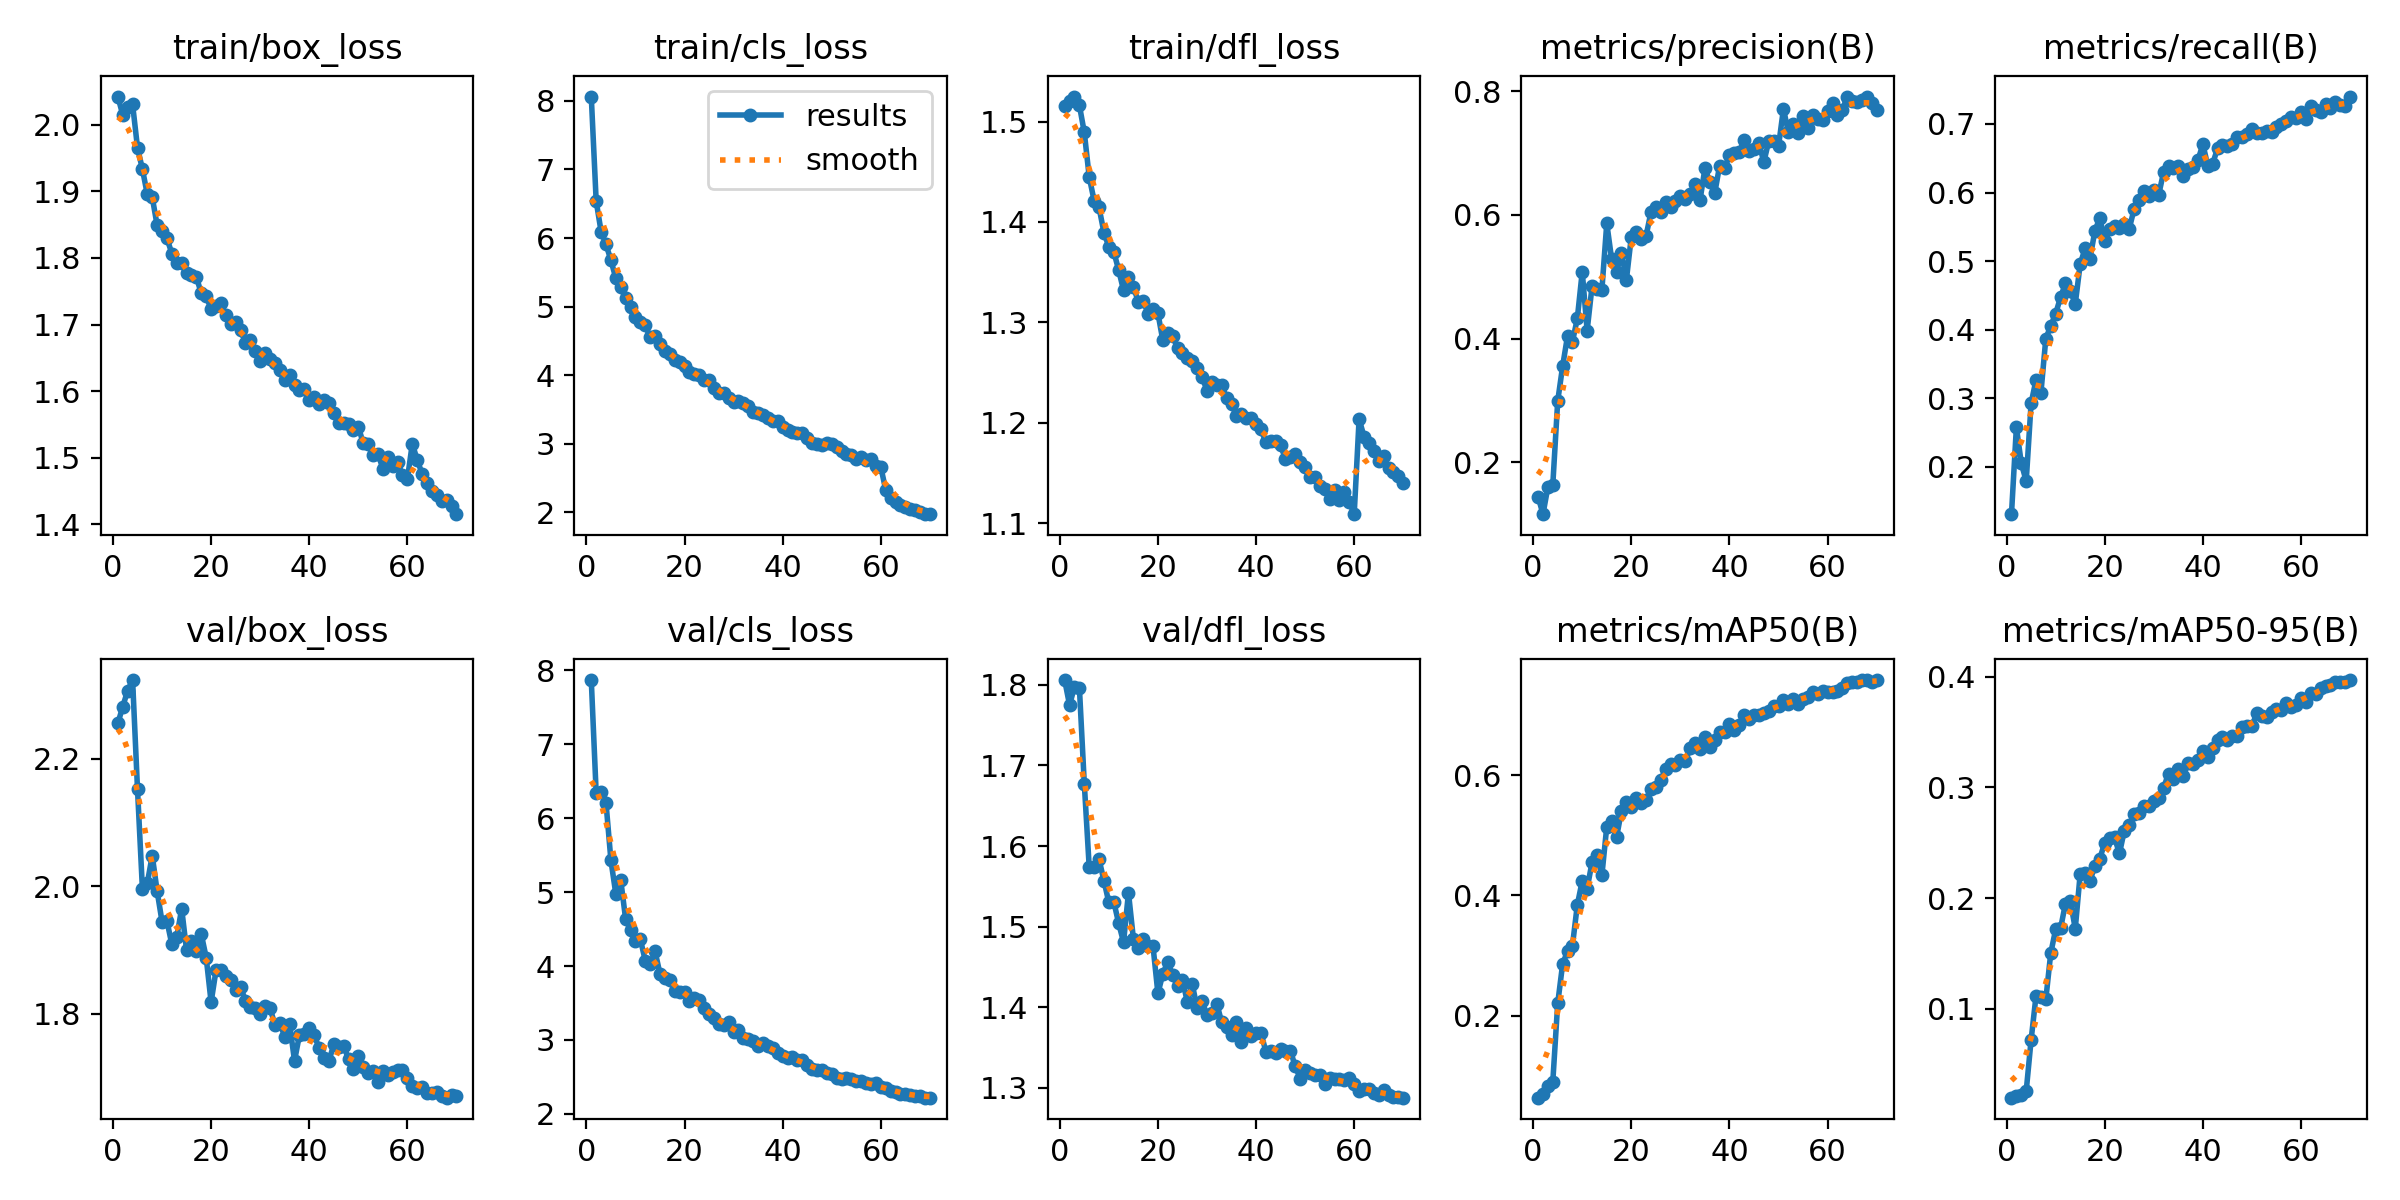 train/box_loss
2.0
1.9
1.8
1.7
1.6
1.5
1.4
0 20 40 60
train/cls_loss
results
smooth
8
7
6
5
4
3
2
0 20 40 60
train/dfl_loss
1.5
1.4
1.3
1.2
1.1
0 20 40 60
metrics/precision(B)
0.8
0.6
0.4
0.2
0 20 40 60
metrics/recall(B)
0.7
0.6
0.5
0.4
0.3
0.2
0 20 40 60
val/box_loss
2.2
2.0
1.8
0 20 40 60
val/cls_loss
8
7
6
5
4
3
2
0 20 40 60
val/dfl_loss
1.8
1.7
1.6
1.5
1.4
1.3
0 20 40 60
metrics/mAP50(B)
0.6
0.4
0.2
0 20 40 60
metrics/mAP50-95(B)
0.4
0.3
0.2
0.1
0 20 40 60